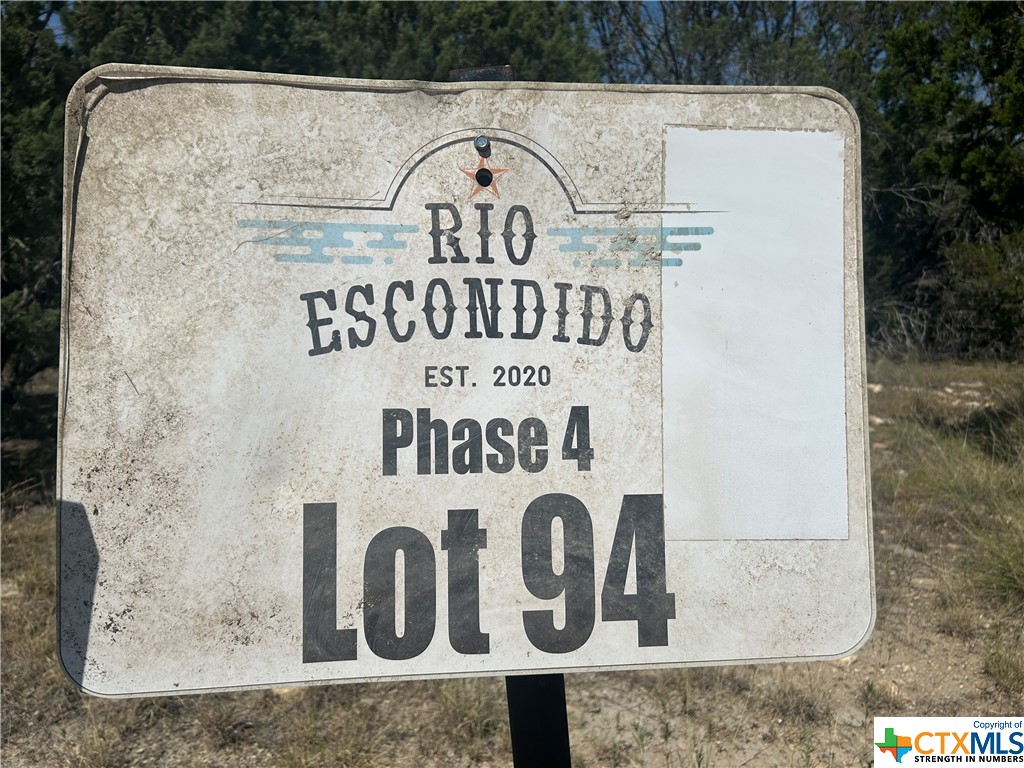 RIO
ESCONDIDO
EST. 2020
Phase 4
Lot 94
Copyright of
CTXMLS
STRENGTH IN NUMBERS